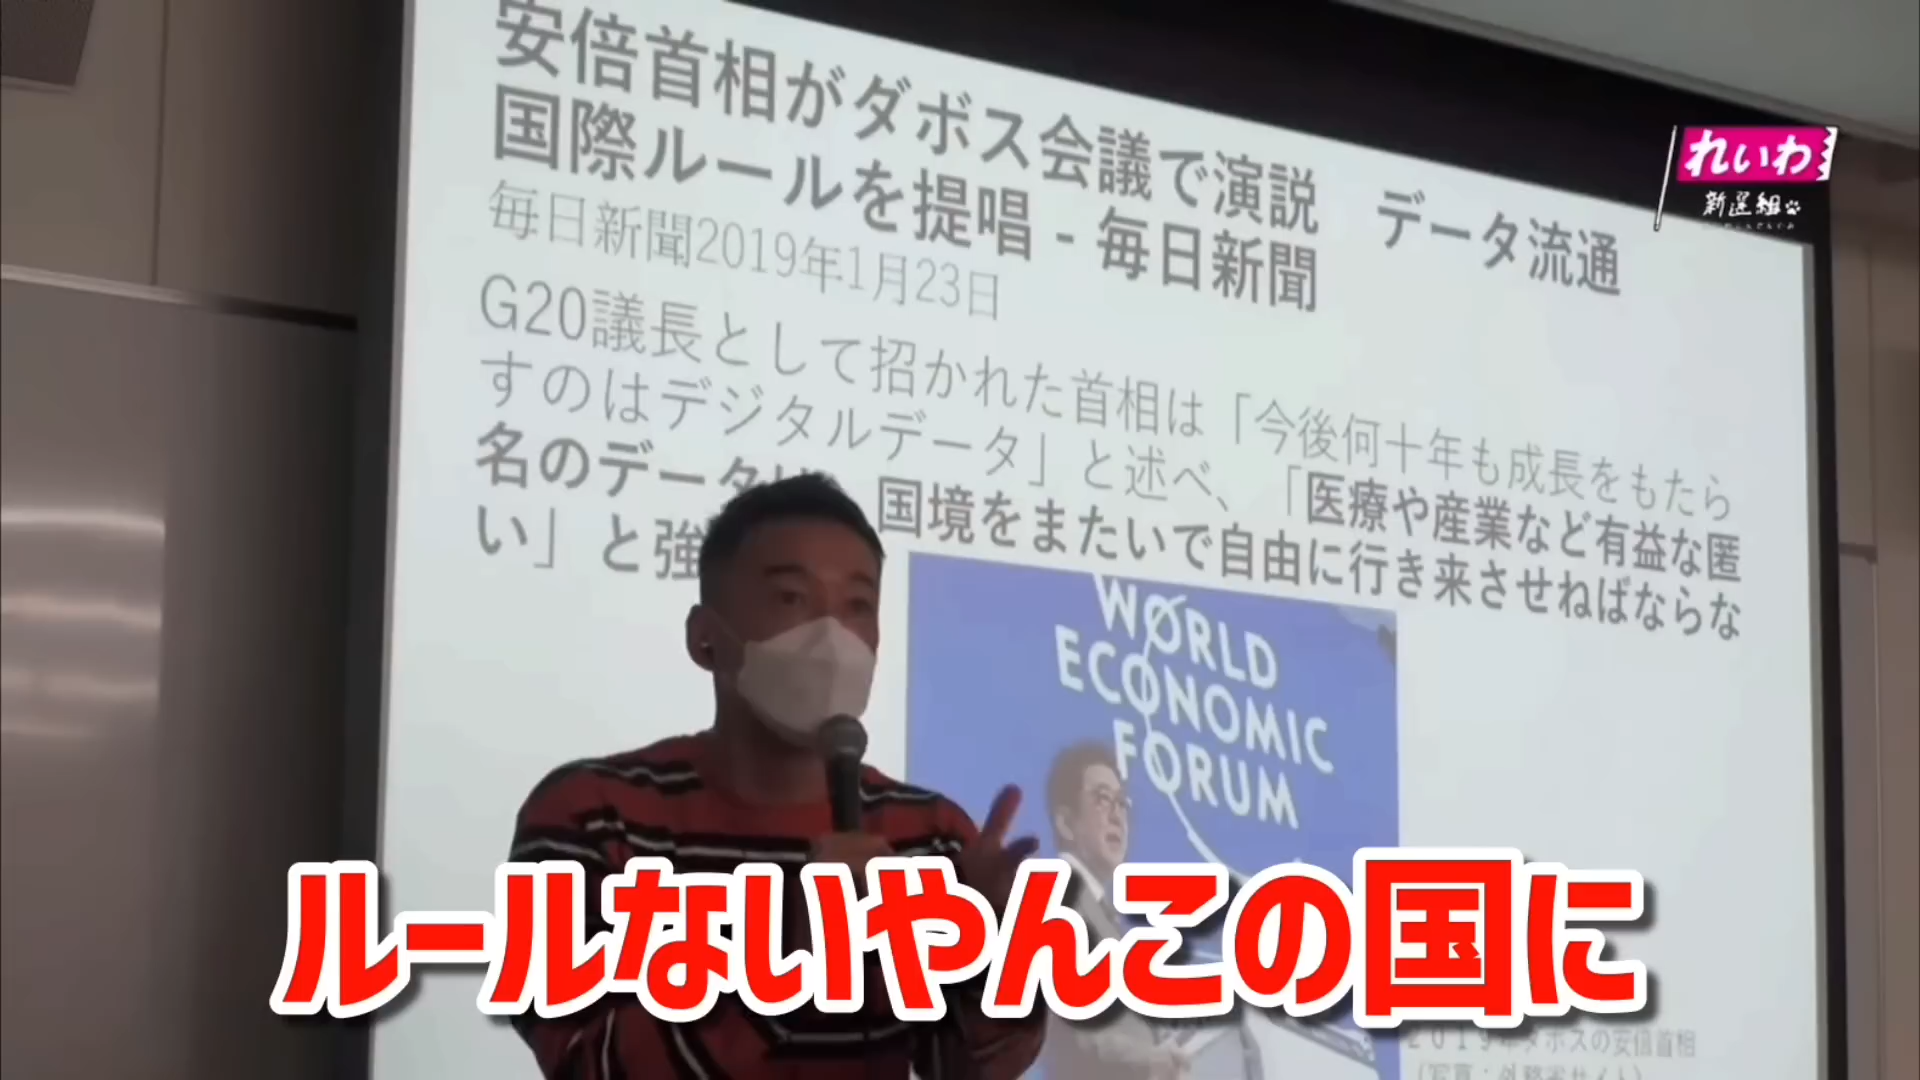 安倍首相がダボス会議で演説　データ流通
国際ルールを提唱 - 毎日新聞
毎日新聞2019年1月23日
G20議長として招かれた首相は「今後何十年も成長をもたら
すのはデジタルデータ」と述べ、「医療や産業など有益な匿
名のデータ 国境をまたいで自由に行き来させねばならな
い」と強
WORLD
ECONOMIC
FORUM
れいわ
新選組
ルールないやんこの国に
2019年ダボスの安倍首相
(写真：外務省サイト)